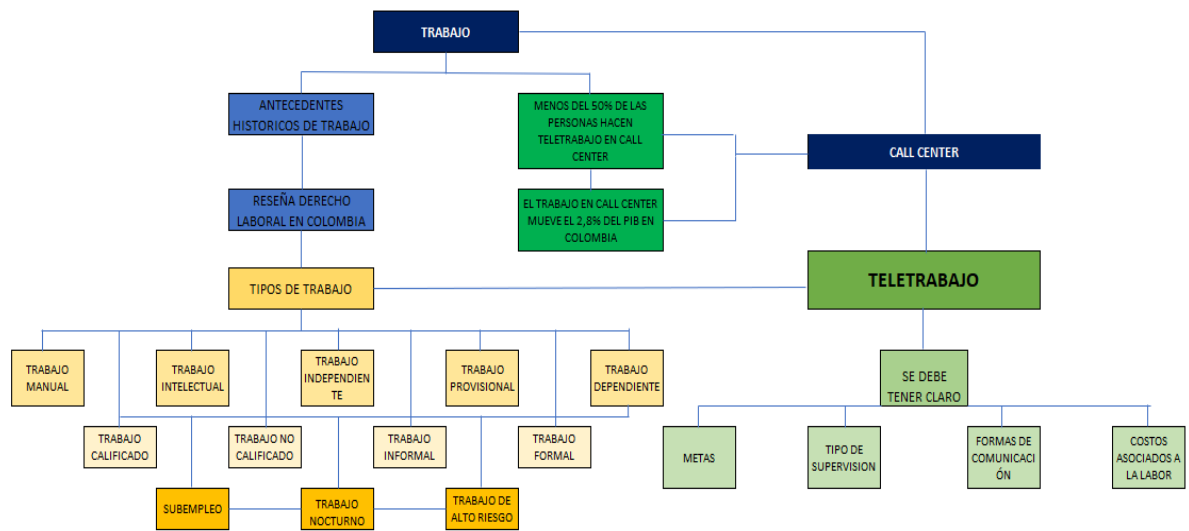 TRABAJO
ANTECEDENTES
HISTORICOS DE TRABAJO
MENOS DEL 50% DE LAS
PERSONAS HACEN
TELETRABAJO EN CALL
CENTER
CALL CENTER
RESEÑA DERECHO
LABORAL EN COLOMBIA
EL TRABAJO EN CALL CENTER
MUEVE EL 2,8% DEL PIB EN
COLOMBIA
TIPOS DE TRABAJO
TELETRABAJO
TRABAJO
MANUAL
TRABAJO
INTELECTUAL
TRABAJO
INDEPENDIEN
TE
TRABAJO
PROVISIONAL
TRABAJO
DEPENDIENTE
SE DEBE
TENER CLARO
TRABAJO
CALIFICADO
TRABAJO NO
CALIFICADO
TRABAJO
INFORMAL
TRABAJO
FORMAL
METAS
TIPO DE
SUPERVISION
FORMAS DE
COMUNICACI
ÓN
COSTOS
ASOCIADOS A
LA LABOR
SUBEMPLEO
TRABAJO
NOCTURNO
TRABAJO DE
ALTO RIESGO